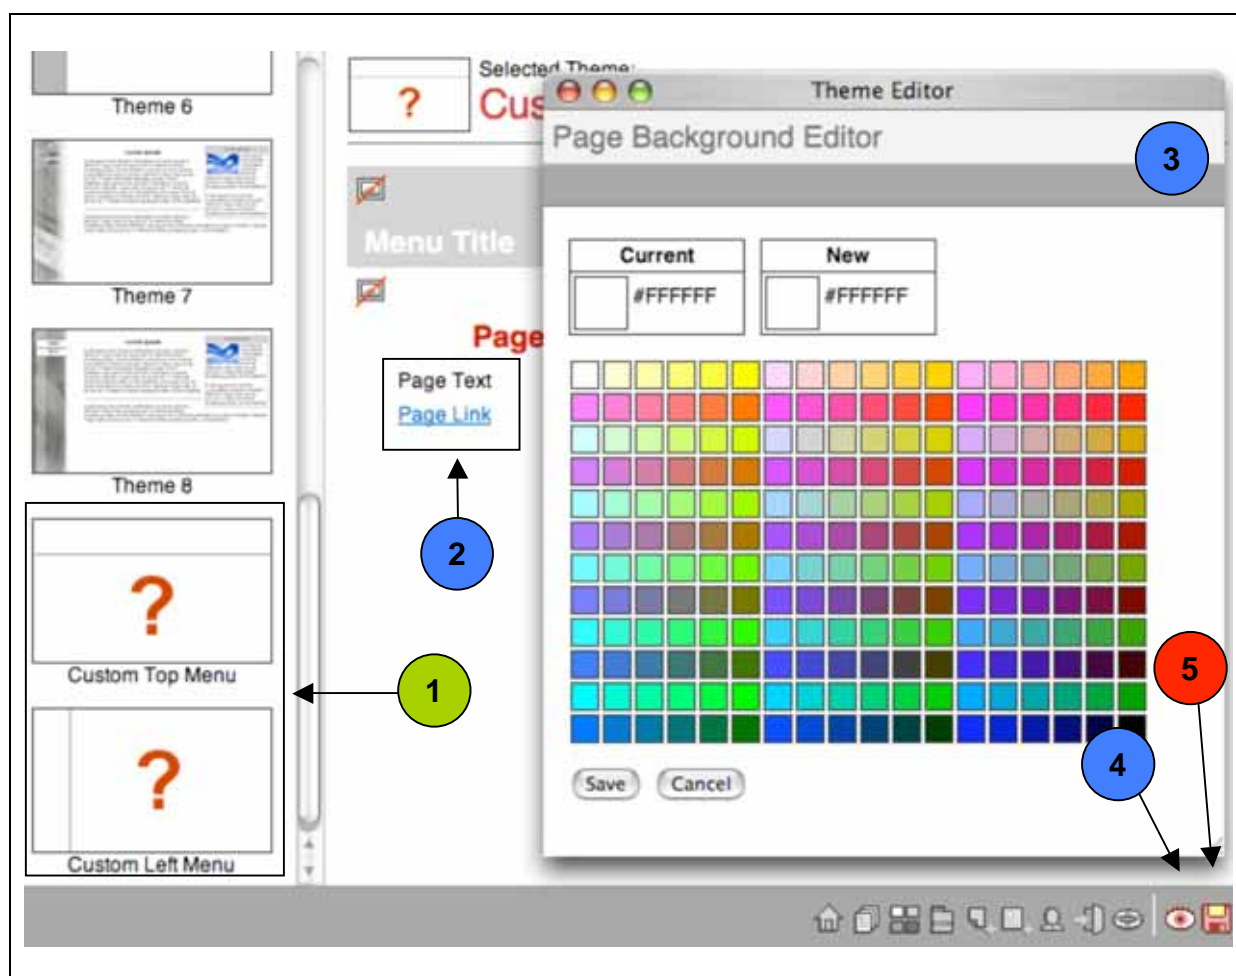 Theme 6
Theme 7
Theme 8
?
Custom Top Menu
?
Custom Left Menu
1
?
Selected Theme:
Cus
Menu Title
Page
Page Text
Page Link
2
Theme Editor
Page Background Editor
3
Current
#FFFFFF
New
#FFFFFF
Save
Cancel
4
5